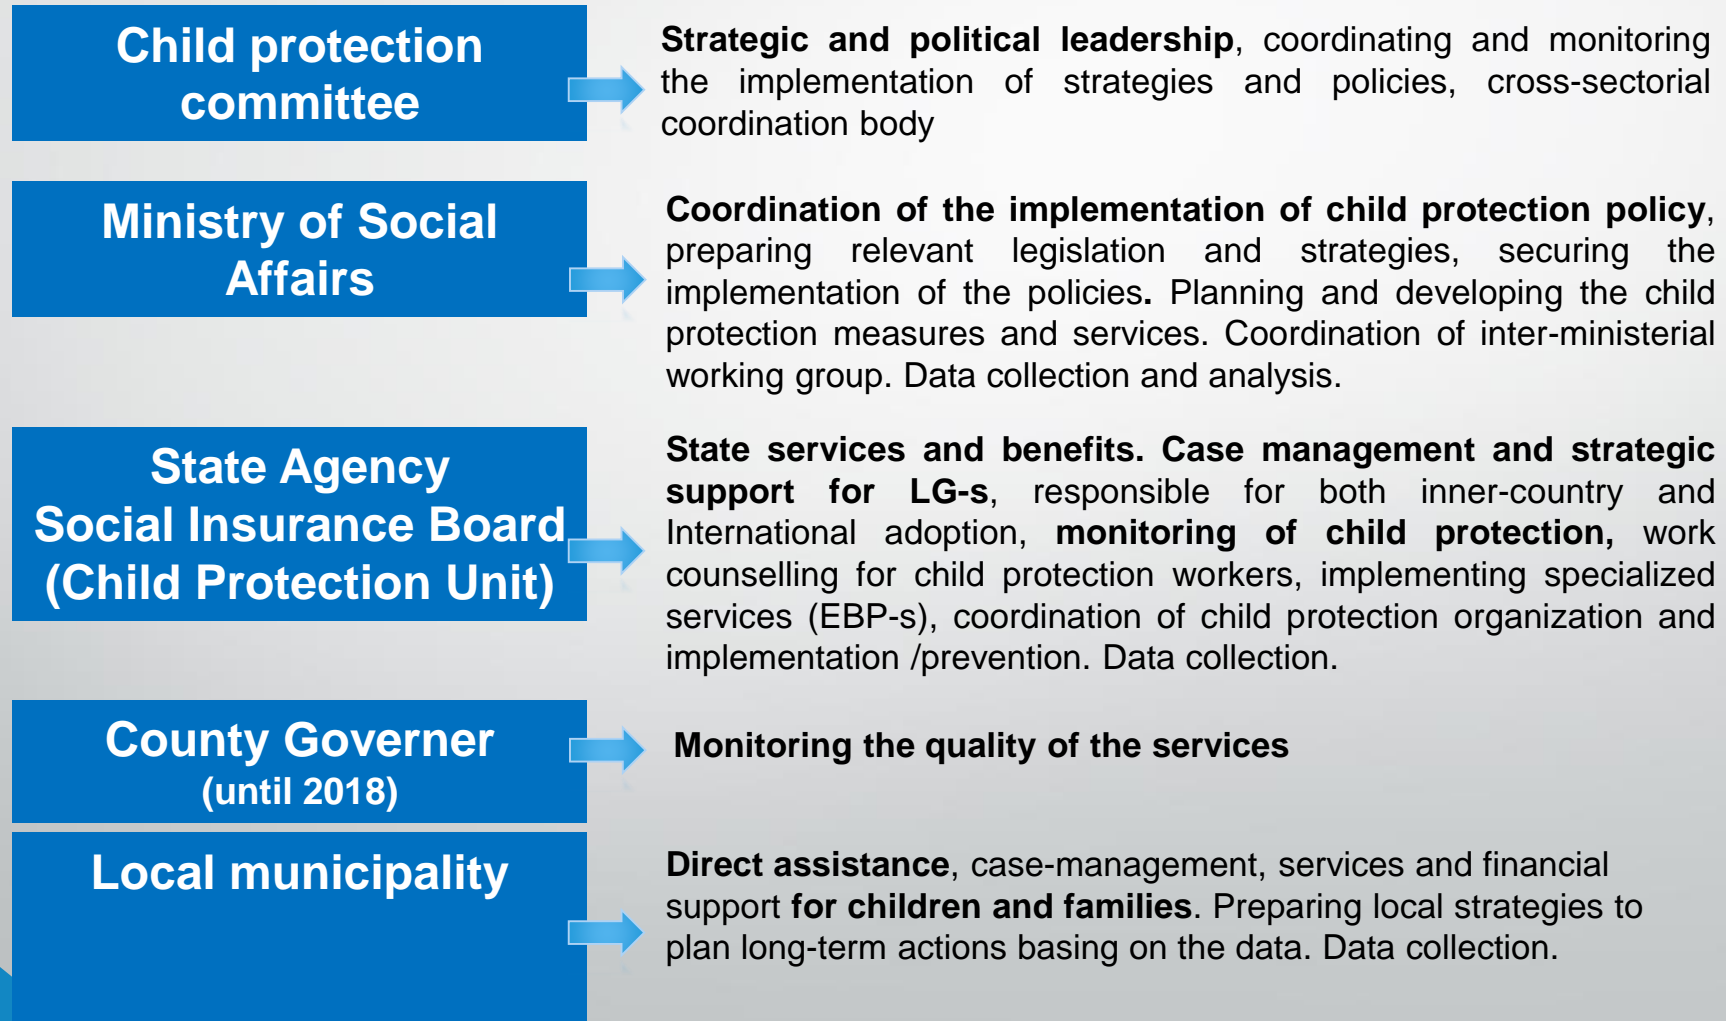 Child protection
committee
Strategic and political leadership, coordinating and monitoring
the implementation of strategies and policies, cross-sectorial
coordination body
Ministry of Social
Affairs
Coordination of the implementation of child protection policy,
preparing relevant legislation and strategies, securing the
implementation of the policies. Planning and developing the child
protection measures and services. Coordination of inter-ministerial
working group. Data collection and analysis.
State Agency
Social Insurance Board
(Child Protection Unit)
State services and benefits. Case management and strategic
support for LG-s, responsible for both inner-country and
International adoption, monitoring of child protection, work
counselling for child protection workers, implementing specialized
services (EBP-s), coordination of child protection organization and
implementation /prevention. Data collection.
County Governer
(until 2018)
Monitoring the quality of the services
Local municipality
Direct assistance, case-management, services and financial
support for children and families. Preparing local strategies to
plan long-term actions basing on the data. Data collection.